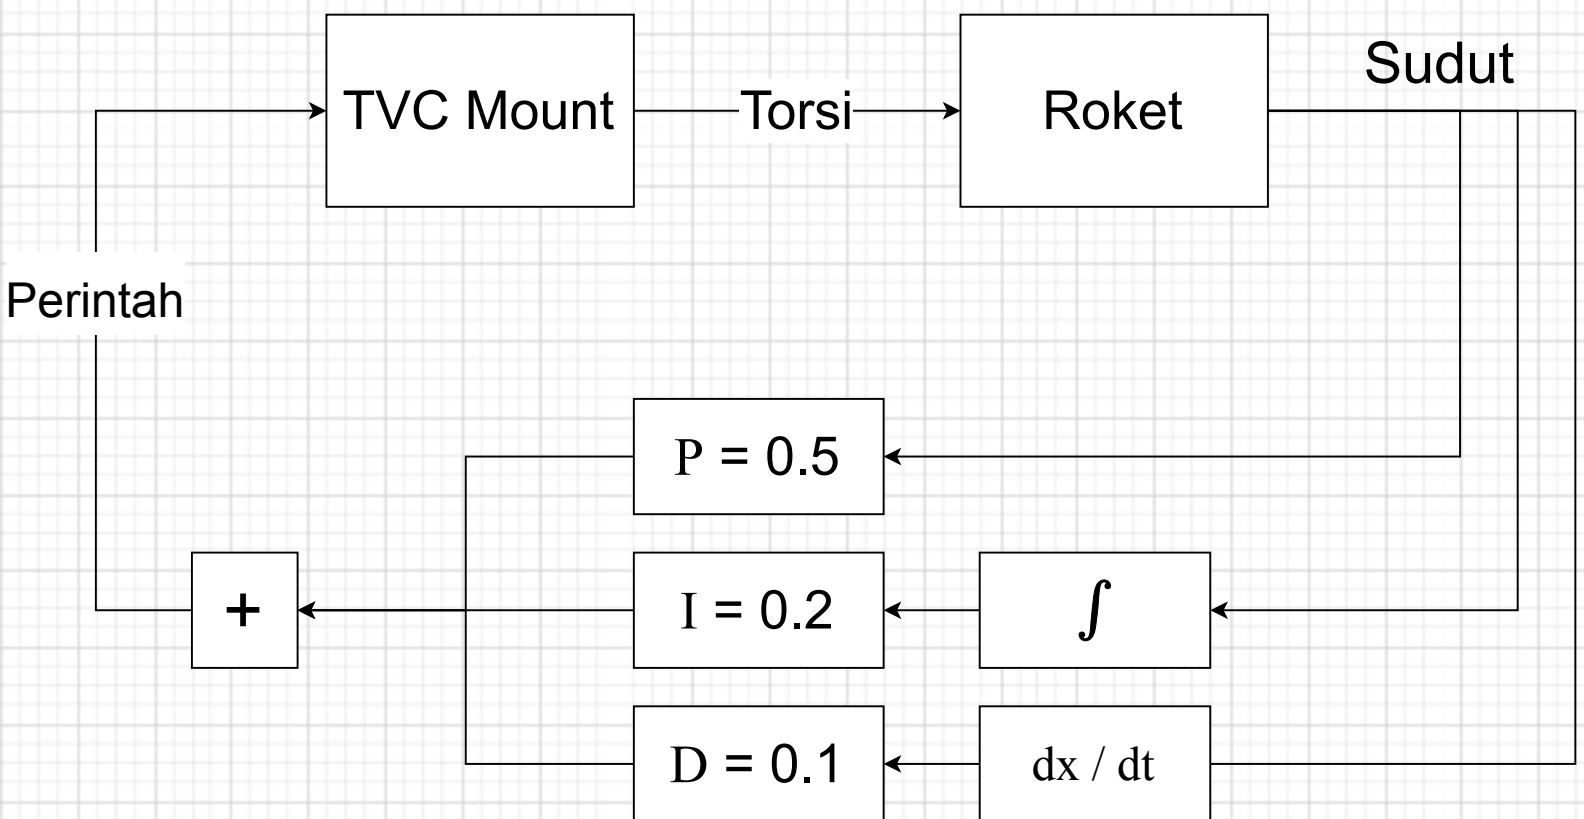 Sudut
TVC Mount
Torsi
Roket
Perintah
P = 0.5
+
I = 0.2
∫
D = 0.1
dx / dt